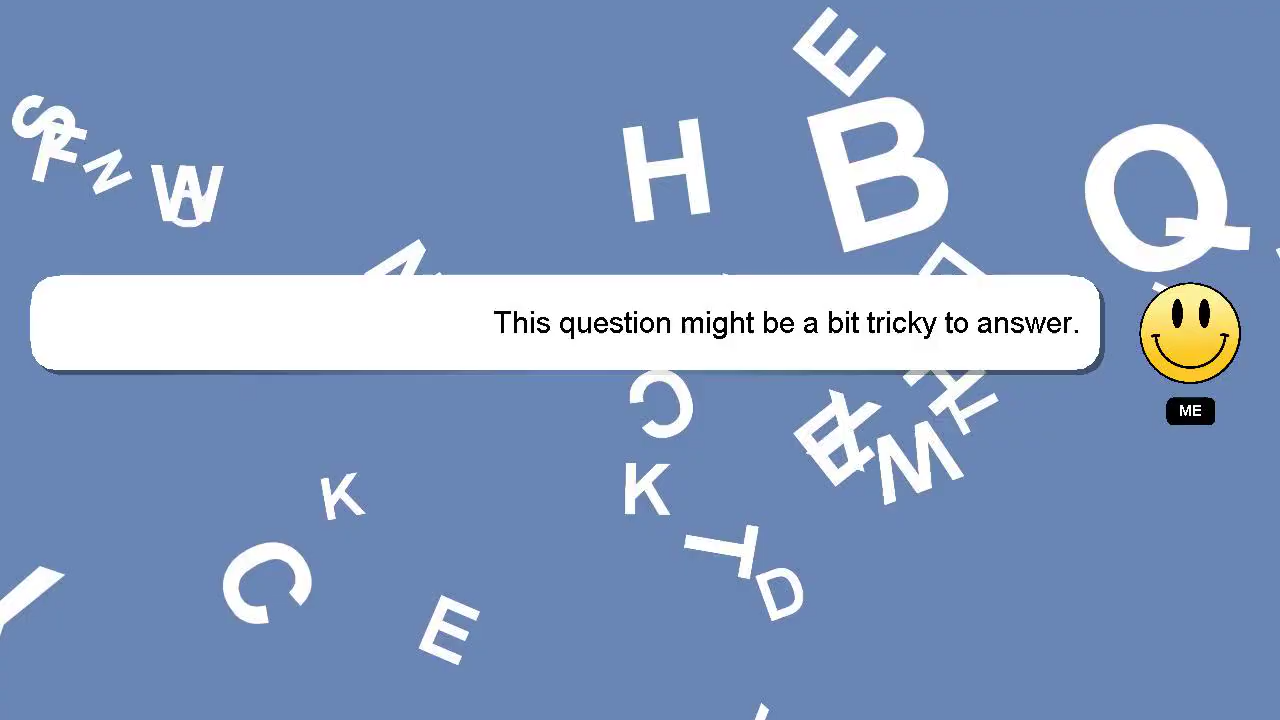 E
B
H
Q
S
F
N
W
A
This question might be a bit tricky to answer.
ME
C
E
M
K
K
T
D
C
E